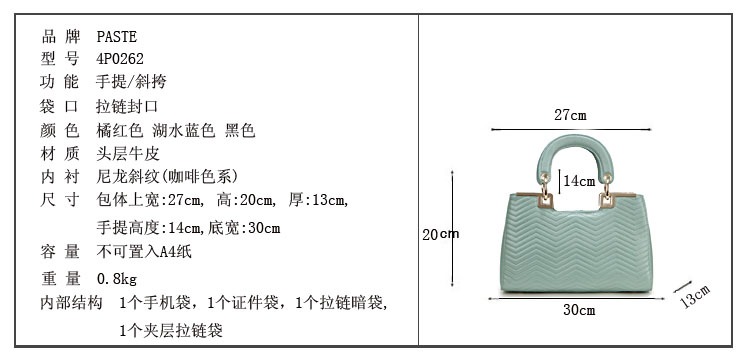 品 牌 PASTE
型 号 4P0262
功 能 手提/斜挎
袋 口 拉链封口
颜 色 橘红色 湖水蓝色 黑色
材 质 头层牛皮
内 衬 尼龙斜纹(咖啡色系)
尺 寸 包体上宽:27cm, 高:20cm, 厚:13cm,
手提高度:14cm,底宽:30cm
容 量 不可置入A4纸
重 量 0.8kg
内部结构 1个手机袋，1个证件袋，1个拉链暗袋,
1个夹层拉链袋
27cm
14cm
20cm
30cm
13cm